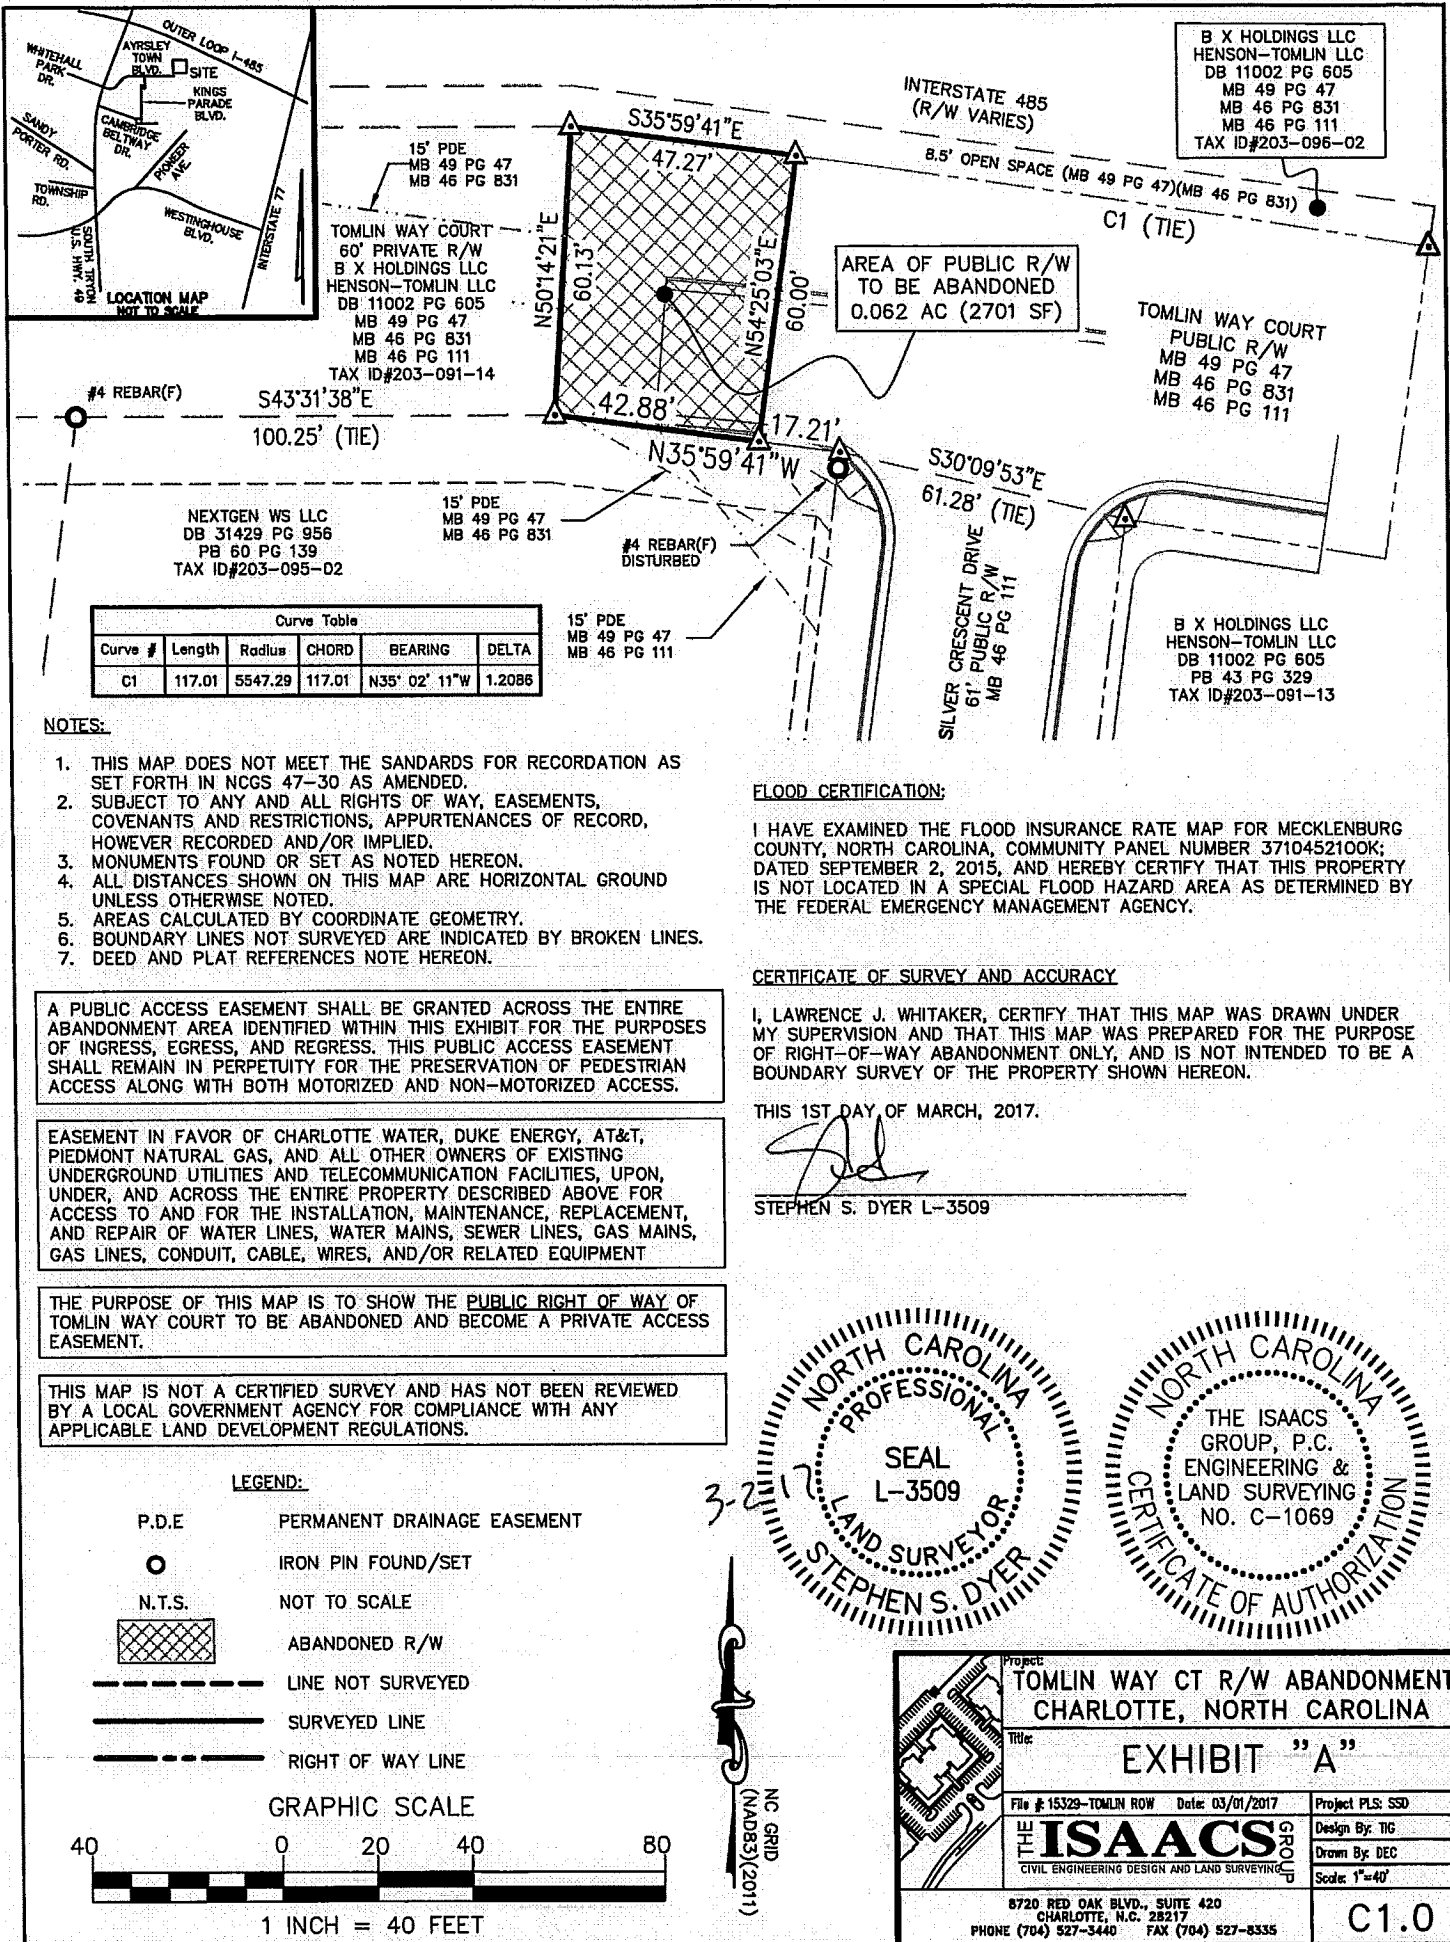 OUTER LOOP I-485
WHITEHALL
PARK
DR.
AYRSLEY
TOWN
BLVD.
SITE
KINGS
PARADE
BLVD.
SANDY
PORTER RD.
CAMBRIDGE
BELTWAY
DR.
PIONEER
AVE.
TOWNSHIP
RD.
WESTINGHOUSE
BLVD.
INTERSTATE 77
SOUTH TRYON
U.S. HWY. 49
LOCATION MAP
NOT TO SCALE
15' PDE
MB 49 PG 47
MB 46 PG 831
S35°59'41"E
47.27'
INTERSTATE 485
(R/W VARIES)
8.5' OPEN SPACE (MB 49 PG 47)(MB 46 PG 831)
C1 (TIE)
B X HOLDINGS LLC
HENSON-TOMLIN LLC
DB 11002 PG 605
MB 49 PG 47
MB 46 PG 831
MB 46 PG 111
TAX ID#203-096-02
TOMLIN WAY COURT
60' PRIVATE R/W
B X HOLDINGS LLC
HENSON-TOMLIN LLC
DB 11002 PG 605
MB 49 PG 47
MB 46 PG 831
MB 46 PG 111
TAX ID#203-091-14
N50°14'21"E
60.13'
N54°25'03"E
60.00'
AREA OF PUBLIC R/W
TO BE ABANDONED
0.062 AC (2701 SF)
TOMLIN WAY COURT
PUBLIC R/W
MB 49 PG 47
MB 46 PG 831
MB 46 PG 111
#4 REBAR(F)
S43°31'38"E
100.25' (TIE)
42.88'
17.21'
N35°59'41"W
S30°09'53"E
61.28' (TIE)
NEXTGEN WS LLC
DB 31429 PG 956
PB 60 PG 139
TAX ID#203-095-02
15' PDE
MB 49 PG 47
MB 46 PG 831
#4 REBAR(F)
DISTURBED
15' PDE
MB 49 PG 47
MB 46 PG 111
SILVER CRESCENT DRIVE
61' PUBLIC R/W
MB 46 PG 111
B X HOLDINGS LLC
HENSON-TOMLIN LLC
DB 11002 PG 605
PB 43 PG 329
TAX ID#203-091-13
Curve Table
Curve # Length Radius CHORD BEARING DELTA
C1 117.01 5547.29 117.01 N35° 02' 11"W 1.2086
NOTES:
1. THIS MAP DOES NOT MEET THE SANDARDS FOR RECORDATION AS
SET FORTH IN NCGS 47-30 AS AMENDED.
2. SUBJECT TO ANY AND ALL RIGHTS OF WAY, EASEMENTS,
COVENANTS AND RESTRICTIONS, APPURTENANCES OF RECORD,
HOWEVER RECORDED AND/OR IMPLIED.
3. MONUMENTS FOUND OR SET AS NOTED HEREON.
4. ALL DISTANCES SHOWN ON THIS MAP ARE HORIZONTAL GROUND
UNLESS OTHERWISE NOTED.
5. AREAS CALCULATED BY COORDINATE GEOMETRY.
6. BOUNDARY LINES NOT SURVEYED ARE INDICATED BY BROKEN LINES.
7. DEED AND PLAT REFERENCES NOTE HEREON.
A PUBLIC ACCESS EASEMENT SHALL BE GRANTED ACROSS THE ENTIRE
ABANDONMENT AREA IDENTIFIED WITHIN THIS EXHIBIT FOR THE PURPOSES
OF INGRESS, EGRESS, AND REGRESS. THIS PUBLIC ACCESS EASEMENT
SHALL REMAIN IN PERPETUITY FOR THE PRESERVATION OF PEDESTRIAN
ACCESS ALONG WITH BOTH MOTORIZED AND NON-MOTORIZED ACCESS.
EASEMENT IN FAVOR OF CHARLOTTE WATER, DUKE ENERGY, AT&T,
PIEDMONT NATURAL GAS, AND ALL OTHER OWNERS OF EXISTING
UNDERGROUND UTILITIES AND TELECOMMUNICATION FACILITIES, UPON,
UNDER, AND ACROSS THE ENTIRE PROPERTY DESCRIBED ABOVE FOR
ACCESS TO AND FOR THE INSTALLATION, MAINTENANCE, REPLACEMENT,
AND REPAIR OF WATER LINES, WATER MAINS, SEWER LINES, GAS MAINS,
GAS LINES, CONDUIT, CABLE, WIRES, AND/OR RELATED EQUIPMENT
THE PURPOSE OF THIS MAP IS TO SHOW THE PUBLIC RIGHT OF WAY OF
TOMLIN WAY COURT TO BE ABANDONED AND BECOME A PRIVATE ACCESS
EASEMENT.
THIS MAP IS NOT A CERTIFIED SURVEY AND HAS NOT BEEN REVIEWED
BY A LOCAL GOVERNMENT AGENCY FOR COMPLIANCE WITH ANY
APPLICABLE LAND DEVELOPMENT REGULATIONS.
FLOOD CERTIFICATION:
I HAVE EXAMINED THE FLOOD INSURANCE RATE MAP FOR MECKLENBURG
COUNTY, NORTH CAROLINA, COMMUNITY PANEL NUMBER 3710452100K;
DATED SEPTEMBER 2, 2015, AND HEREBY CERTIFY THAT THIS PROPERTY
IS NOT LOCATED IN A SPECIAL FLOOD HAZARD AREA AS DETERMINED BY
THE FEDERAL EMERGENCY MANAGEMENT AGENCY.
CERTIFICATE OF SURVEY AND ACCURACY
I, LAWRENCE J. WHITAKER, CERTIFY THAT THIS MAP WAS DRAWN UNDER
MY SUPERVISION AND THAT THIS MAP WAS PREPARED FOR THE PURPOSE
OF RIGHT-OF-WAY ABANDONMENT ONLY, AND IS NOT INTENDED TO BE A
BOUNDARY SURVEY OF THE PROPERTY SHOWN HEREON.
THIS 1ST DAY OF MARCH, 2017.
STEPHEN S. DYER L-3509
LEGEND:
P.D.E PERMANENT DRAINAGE EASEMENT
IRON PIN FOUND/SET
N.T.S. NOT TO SCALE
ABANDONED R/W
LINE NOT SURVEYED
SURVEYED LINE
RIGHT OF WAY LINE
GRAPHIC SCALE
40 0 20 40 80
1 INCH = 40 FEET
NC GRID
(NAD83)(2011)
3-2-17
NORTH CAROLINA
PROFESSIONAL
SEAL
L-3509
LAND SURVEYOR
STEPHEN S. DYER
NORTH CAROLINA
THE ISAACS
GROUP, P.C.
ENGINEERING &
LAND SURVEYING
NO. C-1069
CERTIFICATE OF AUTHORIZATION
Project:
TOMLIN WAY CT R/W ABANDONMENT
CHARLOTTE, NORTH CAROLINA
Title:
EXHIBIT "A"
File #: 15329-TOMLIN ROW Date: 03/01/2017 Project PLS: SSD
THE ISAACS GROUP
CIVIL ENGINEERING DESIGN AND LAND SURVEYING
Design By: TIG
Drawn By: DEC
Scale: 1"=40'
8720 RED OAK BLVD., SUITE 420
CHARLOTTE, N.C. 28217
PHONE (704) 527-3440 FAX (704) 527-8335
C1.0